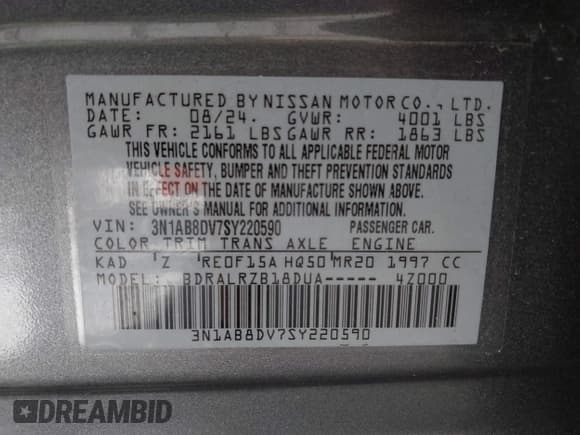 MANUFACTURED BY NISSAN MOTOR CO., LTD.
DATE: 08/24. GVWR: 4001 LBS
GAWR FR: 2161 LBS GAWR RR: 1863 LBS
THIS VEHICLE CONFORMS TO ALL APPLICABLE FEDERAL MOTOR
VEHICLE SAFETY, BUMPER AND THEFT PREVENTION STANDARDS
IN EFFECT ON THE DATE OF MANUFACTURE SHOWN ABOVE.
SEE OWNER'S MANUAL FOR ADDITIONAL INFORMATION.
VIN: 3N1AB8DV7SY220590 PASSENGER CAR.
COLOR TRIM TRANS AXLE ENGINE
KAD Z RE0F15A HQ50 MR20 1997 CC
MODEL: BDRALRZB18DUA----- 4Z000
3N1AB8DV7SY220590
DREAMBID